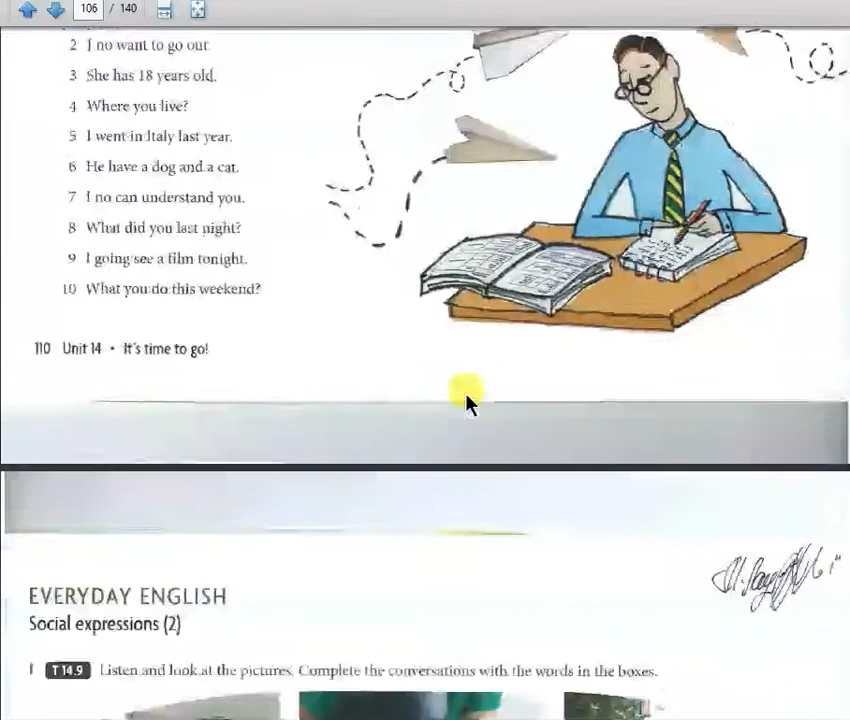 106 / 140
2 I no want to go out.
3 She has 18 years old.
4 Where you live?
5 I went in Italy last year.
6 He have a dog and a cat.
7 I no can understand you.
8 What did you last night?
9 I going see a film tonight.
10 What you do this weekend?
110 Unit 14 • It's time to go!
EVERYDAY ENGLISH
Social expressions (2)
1 T 14.9 Listen and look at the pictures. Complete the conversations with the words in the boxes.